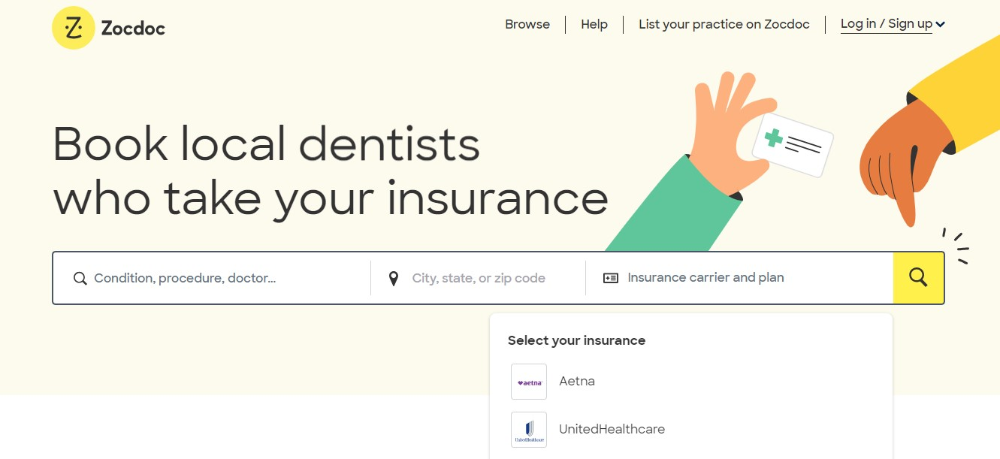 Zocdoc
Browse
Help
List your practice on Zocdoc
Log in / Sign up
Book local dentists
who take your insurance
Condition, procedure, doctor...
City, state, or zip code
Insurance carrier and plan
Select your insurance
aetna
Aetna
UnitedHealthcare
UnitedHealthcare